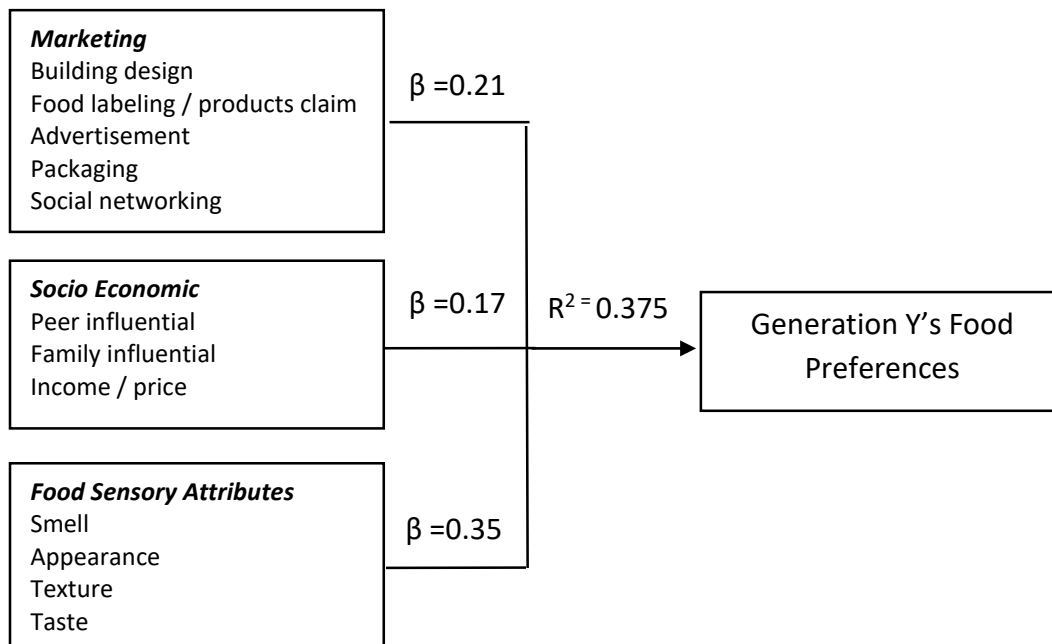 Marketing
Building design
Food labeling / products claim
Advertisement
Packaging
Social networking
β =0.21
Socio Economic
Peer influential
Family influential
Income / price
β =0.17
R² = 0.375
Generation Y’s Food
Preferences
Food Sensory Attributes
Smell
Appearance
Texture
Taste
β =0.35